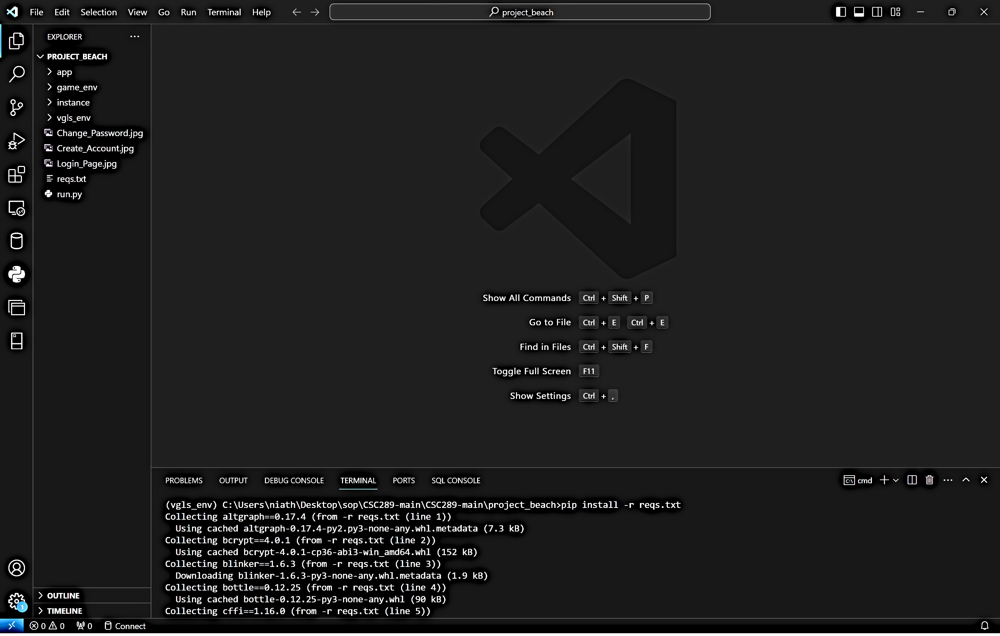 File Edit Selection View Go Run Terminal Help
project_beach
EXPLORER
PROJECT_BEACH
app
game_env
instance
vgls_env
Change_Password.jpg
Create_Account.jpg
Login_Page.jpg
reqs.txt
run.py
Show All Commands Ctrl + Shift + P
Go to File Ctrl + E Ctrl + E
Find in Files Ctrl + Shift + F
Toggle Full Screen F11
Show Settings Ctrl + ,
PROBLEMS OUTPUT DEBUG CONSOLE TERMINAL PORTS SQL CONSOLE
cmd
(vgls_env) C:\Users\niath\Desktop\sop\CSC289-main\CSC289-main\project_beach>pip install -r reqs.txt
Collecting altgraph==0.17.4 (from -r reqs.txt (line 1))
Using cached altgraph-0.17.4-py2.py3-none-any.whl.metadata (7.3 kB)
Collecting bcrypt==4.0.1 (from -r reqs.txt (line 2))
Using cached bcrypt-4.0.1-cp36-abi3-win_amd64.whl (152 kB)
Collecting blinker==1.6.3 (from -r reqs.txt (line 3))
Downloading blinker-1.6.3-py3-none-any.whl.metadata (1.9 kB)
Collecting bottle==0.12.25 (from -r reqs.txt (line 4))
Using cached bottle-0.12.25-py3-none-any.whl (90 kB)
Collecting cffi==1.16.0 (from -r reqs.txt (line 5))
OUTLINE
TIMELINE
1
0 0 0 Connect